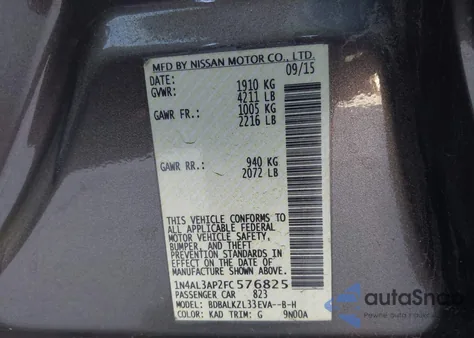 MFD BY NISSAN MOTOR CO., LTD.
DATE: 09/15
GVWR: 1910 KG
4211 LB
GAWR FR.: 1005 KG
2216 LB
GAWR RR.: 940 KG
2072 LB
THIS VEHICLE CONFORMS TO
ALL APPLICABLE FEDERAL
MOTOR VEHICLE SAFETY,
BUMPER, AND THEFT
PREVENTION STANDARDS
IN EFFECT ON THE DATE OF
MANUFACTURE SHOWN ABOVE.
1N4AL3AP2FC576825
PASSENGER CAR 823
MODEL: BDBALKZL33EVA--B-H
COLOR: KAD TRIM: G 9N00A
autoSnap